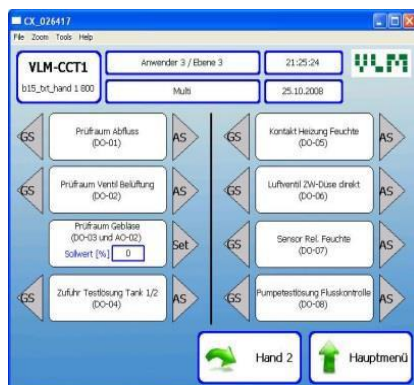 CX_026417
File Zoom Tools Help
VLM-CCT1
b15_txt_hand 1 800
Anwender 3 / Ebene 3
21:25:24
VLM
Multi
25.10.2008
GS
Prüfraum Abfluss
(DO-01)
AS
GS
Kontakt Heizung Feuchte
(DO-05)
AS
GS
Prüfraum Ventil Belüftung
(DO-02)
AS
GS
Luftventil ZW-Düse direkt
(DO-06)
AS
Prüfraum Gebläse
(DO-03 und AO-02)
Sollwert [%] 0
Set
GS
Sensor Rel. Feuchte
(DO-07)
AS
GS
Zufuhr Testlösung Tank 1/2
(DO-04)
AS
GS
Pumpetestlösung Flusskontrolle
(DO-08)
AS
Hand 2
Hauptmenü